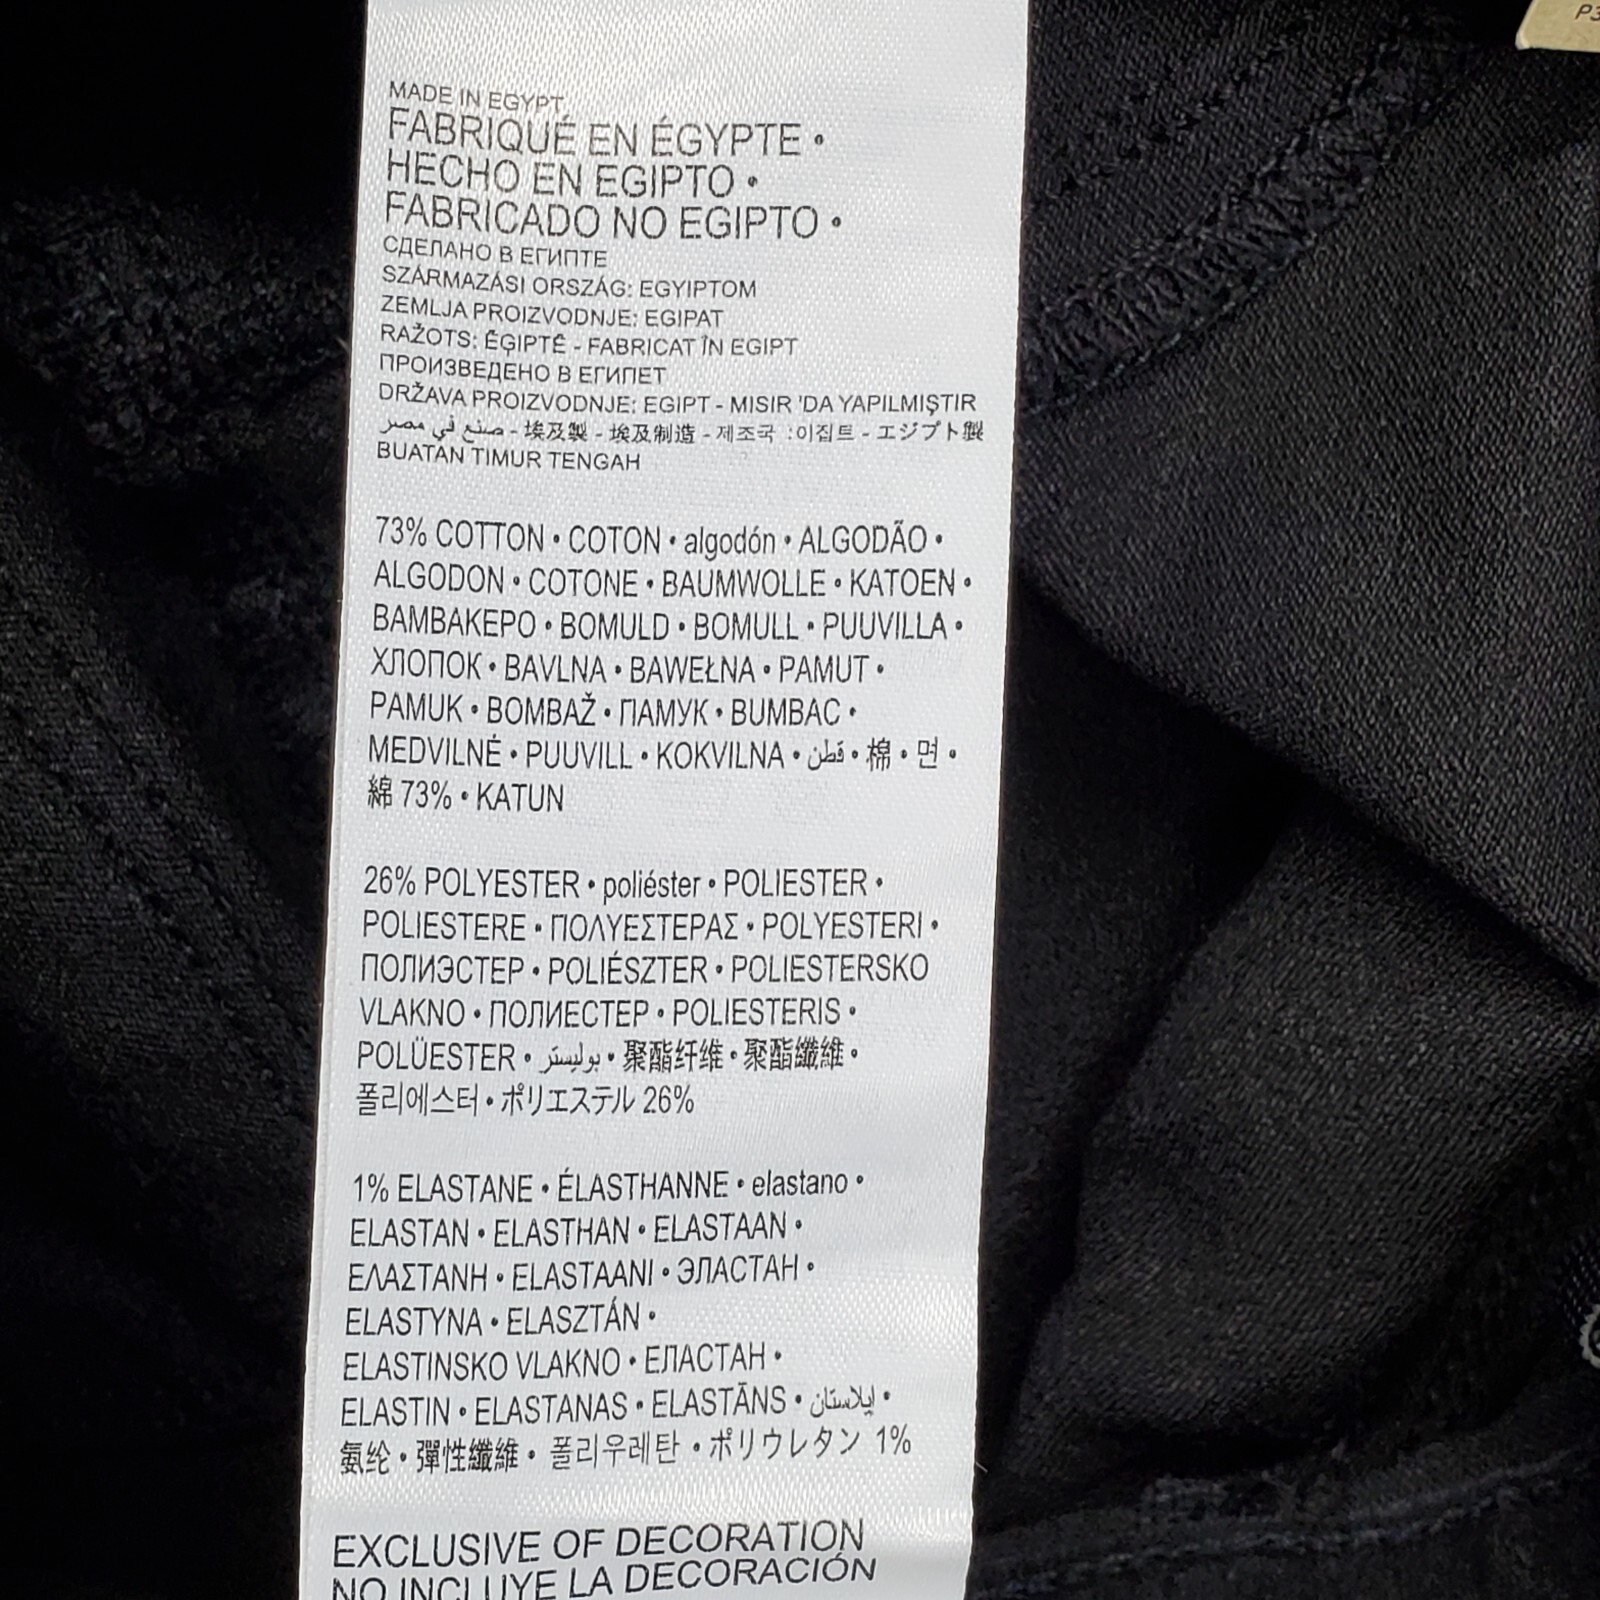 P3
MADE IN EGYPT
FABRIQUÉ EN ÉGYPTE •
HECHO EN EGIPTO •
FABRICADO NO EGIPTO •
СДЕЛАНО В ЕГИПТЕ
SZÁRMAZÁSI ORSZÁG: EGYIPTOM
ZEMLJA PROIZVODNJE: EGIPAT
RAŽOTS: ĒĢIPTĒ - FABRICAT ÎN EGIPT
ПРОИЗВЕДЕНО В ЕГИПЕТ
DRŽAVA PROIZVODNJE: EGIPT - MISIR 'DA YAPILMIŞTIR
صنع في مصر - 埃及製 - 埃及制造 - 제조국 :이집트 - エジプト製
BUATAN TIMUR TENGAH
73% COTTON • COTON • algodón • ALGODÃO •
ALGODON • COTONE • BAUMWOLLE • KATOEN •
ΒΑΜΒΑΚΕΡΟ • BOMULD • BOMULL • PUUVILLA •
ХЛОПОК • BAVLNA • BAWEŁNA • PAMUT •
PAMUK • BOMBAŽ • ПАМУК • BUMBAC •
MEDVILNÉ • PUUVILL • KOKVILNA • قطن • 棉 • 면 •
綿 73% • KATUN
26% POLYESTER • poliéster • POLIESTER •
POLIESTERE • ΠΟΛΥΕΣΤΕΡΑΣ • POLYESTERI •
ПОЛИЭСТЕР • POLIÉSZTER • POLIESTERSKO
VLAKNO • ПОЛИЕСТЕР • POLIESTERIS •
POLÜESTER • بوليستر • 聚酯纤维 • 聚酯纖維 •
폴리에스터 • ポリエステル 26%
1% ELASTANE • ÉLASTHANNE • elastano •
ELASTAN • ELASTHAN • ELASTAAN •
ΕΛΑΣΤΑΝΗ • ELASTAANI • ЭЛАСТАН •
ELASTYNA • ELASZTÁN •
ELASTINSKO VLAKNO • ЕЛАСТАН •
ELASTIN • ELASTANAS • ELASTĀNS • إيلاستان •
氨纶 • 彈性纖維 • 폴리우레탄 • ポリウレタン 1%
EXCLUSIVE OF DECORATION
NO INCLUYE LA DECORACIÓN